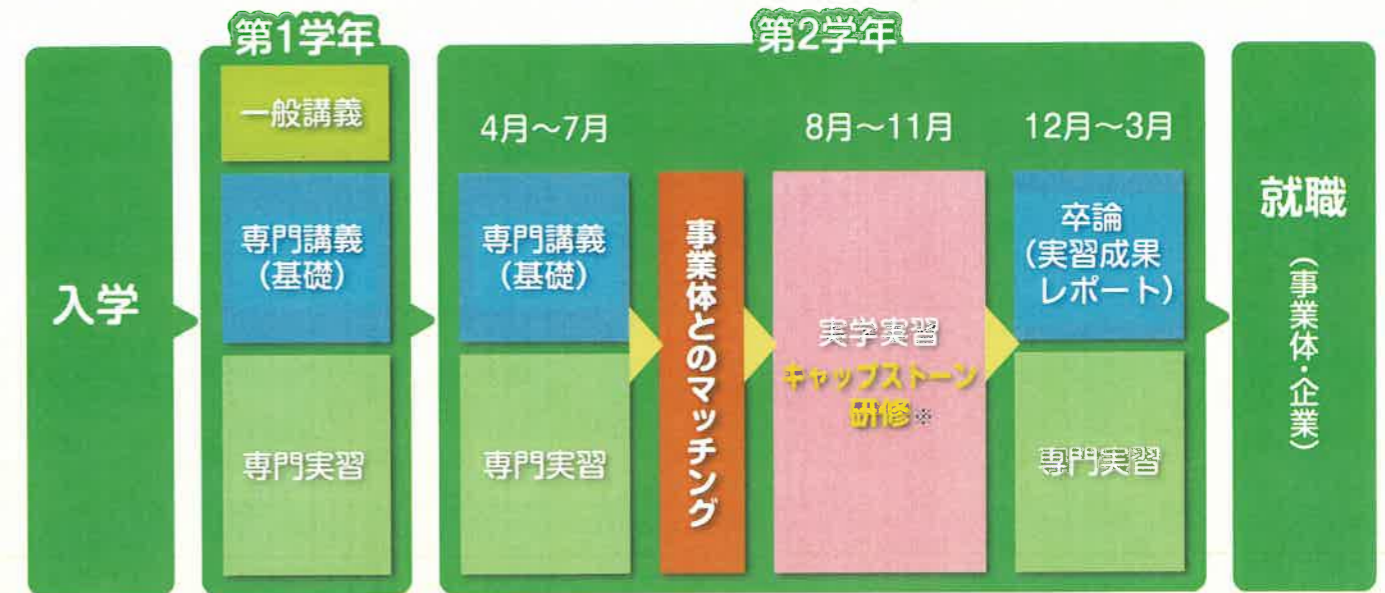 入学
第1学年
一般講義
専門講義
(基礎)
専門実習
第2学年
4月～7月
専門講義
(基礎)
専門実習
事業体とのマッチング
8月～11月
実学実習
キャップストーン
研修※
12月～3月
卒論
(実習成果
レポート)
専門実習
就職
(事業体・企業)